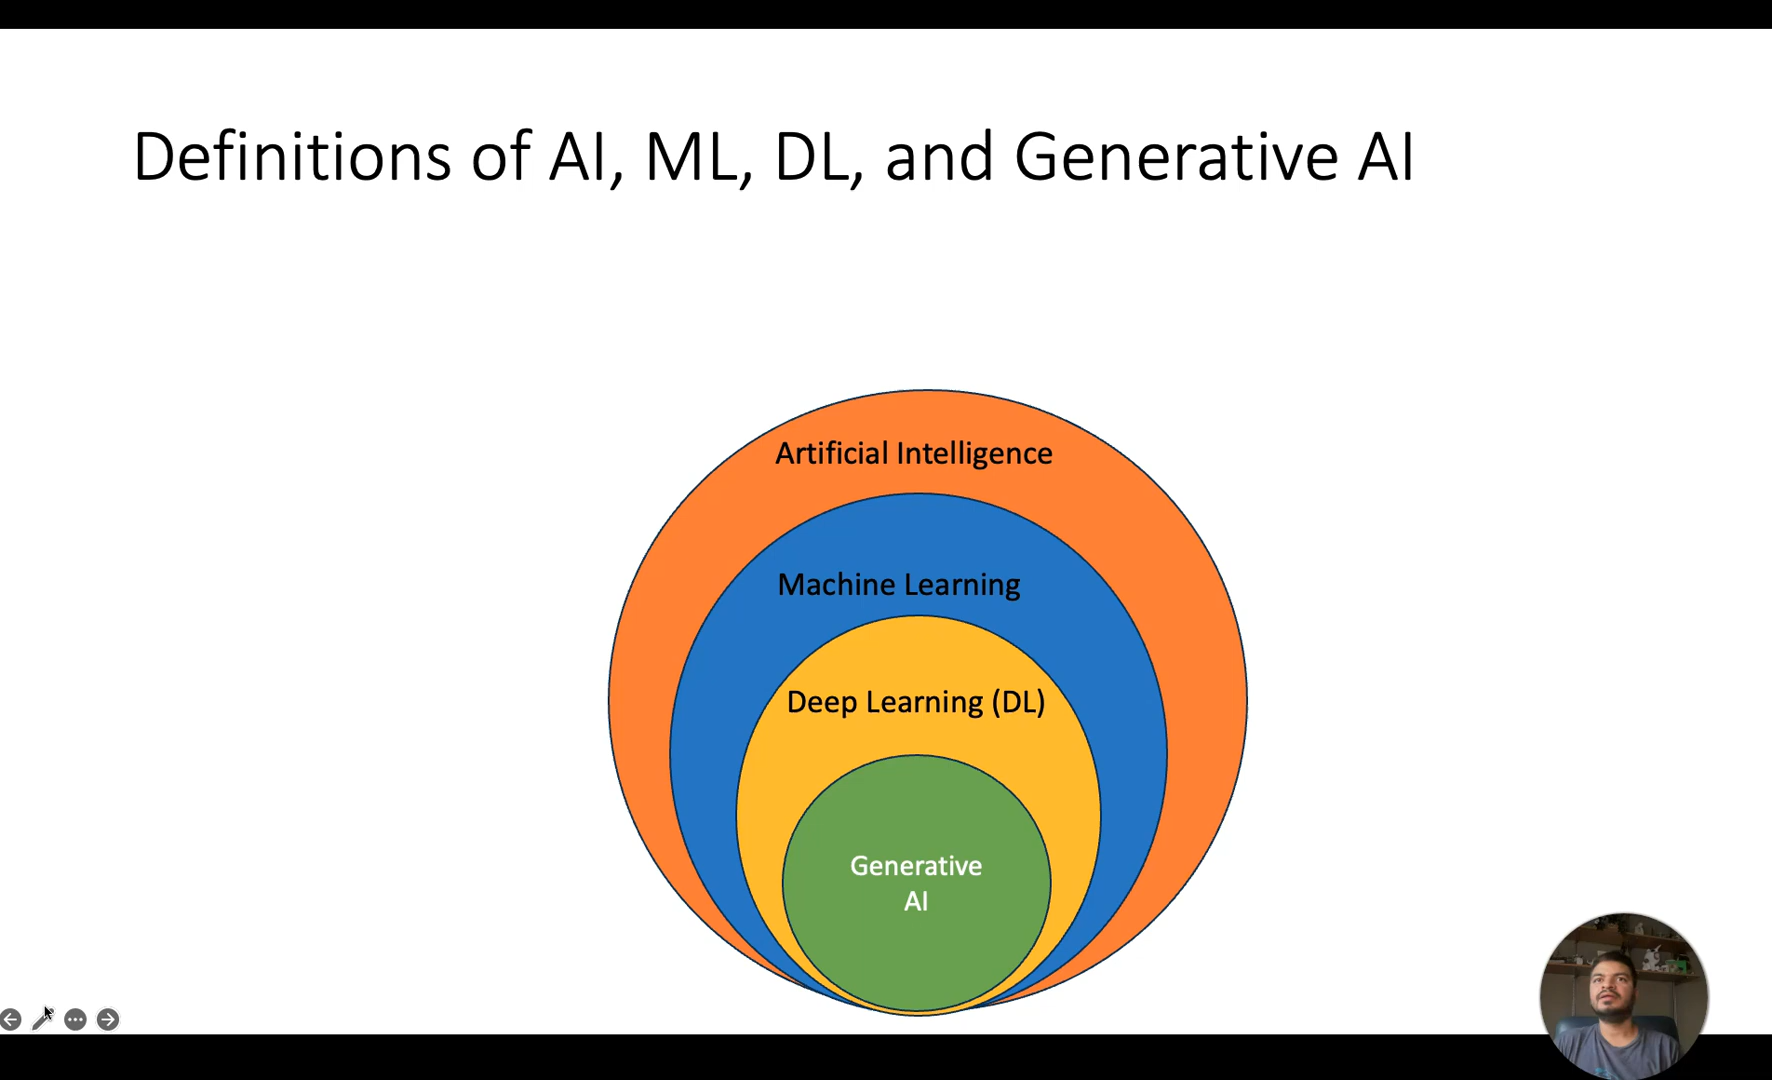 Definitions of AI, ML, DL, and Generative AI
Artificial Intelligence
Machine Learning
Deep Learning (DL)
Generative
AI